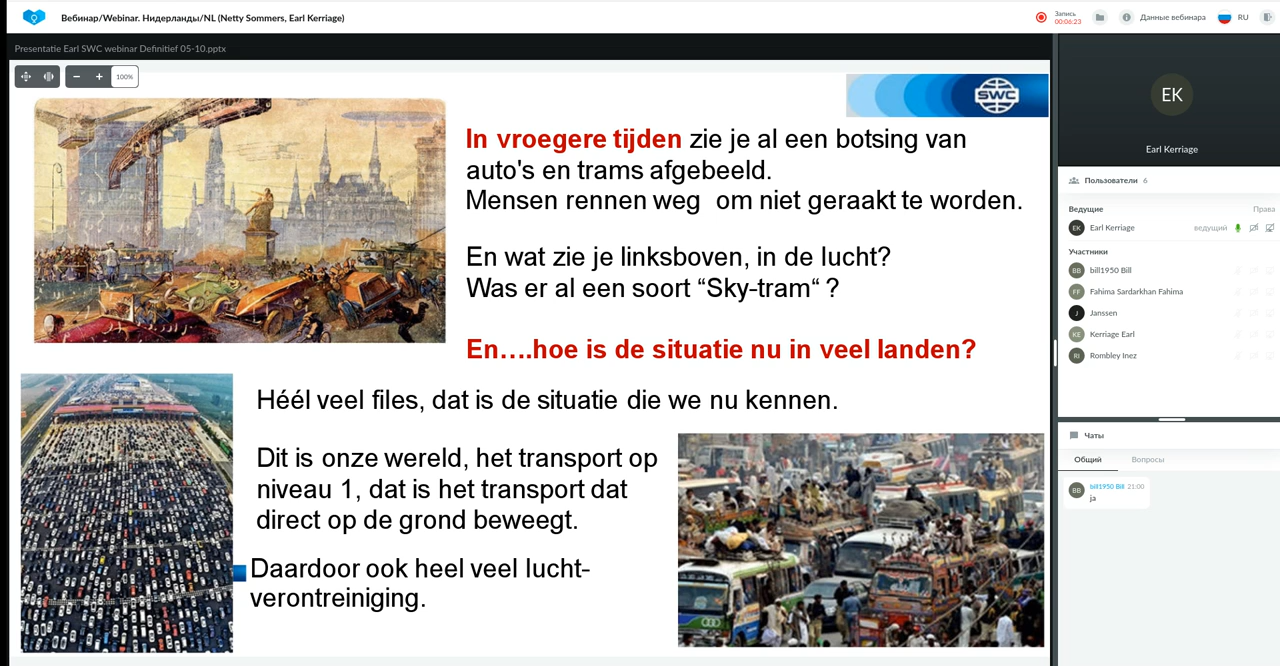 Вебинар/Webinar. Нидерланды/NL (Netty Sommers, Earl Kerriage)
Запись
00:06:23
Данные вебинара
RU
Presentatie Earl SWC webinar Definitief 05-10.pptx
100%
SWC
In vroegere tijden zie je al een botsing van
auto's en trams afgebeeld.
Mensen rennen weg om niet geraakt te worden.
En wat zie je linksboven, in de lucht?
Was er al een soort “Sky-tram“ ?
En….hoe is de situatie nu in veel landen?
Héél veel files, dat is de situatie die we nu kennen.
Dit is onze wereld, het transport op
niveau 1, dat is het transport dat
direct op de grond beweegt.
Daardoor ook heel veel lucht-
verontreiniging.
EK
Earl Kerriage
Пользователи 6
Ведущие Права
EK Earl Kerriage ведущий
Участники
BB bill1950 Bill
FF Fahima Sardarkhan Fahima
J Janssen
KE Kerriage Earl
RI Rombley Inez
Чаты
Общий Вопросы
BB bill1950 Bill 21:00
ja